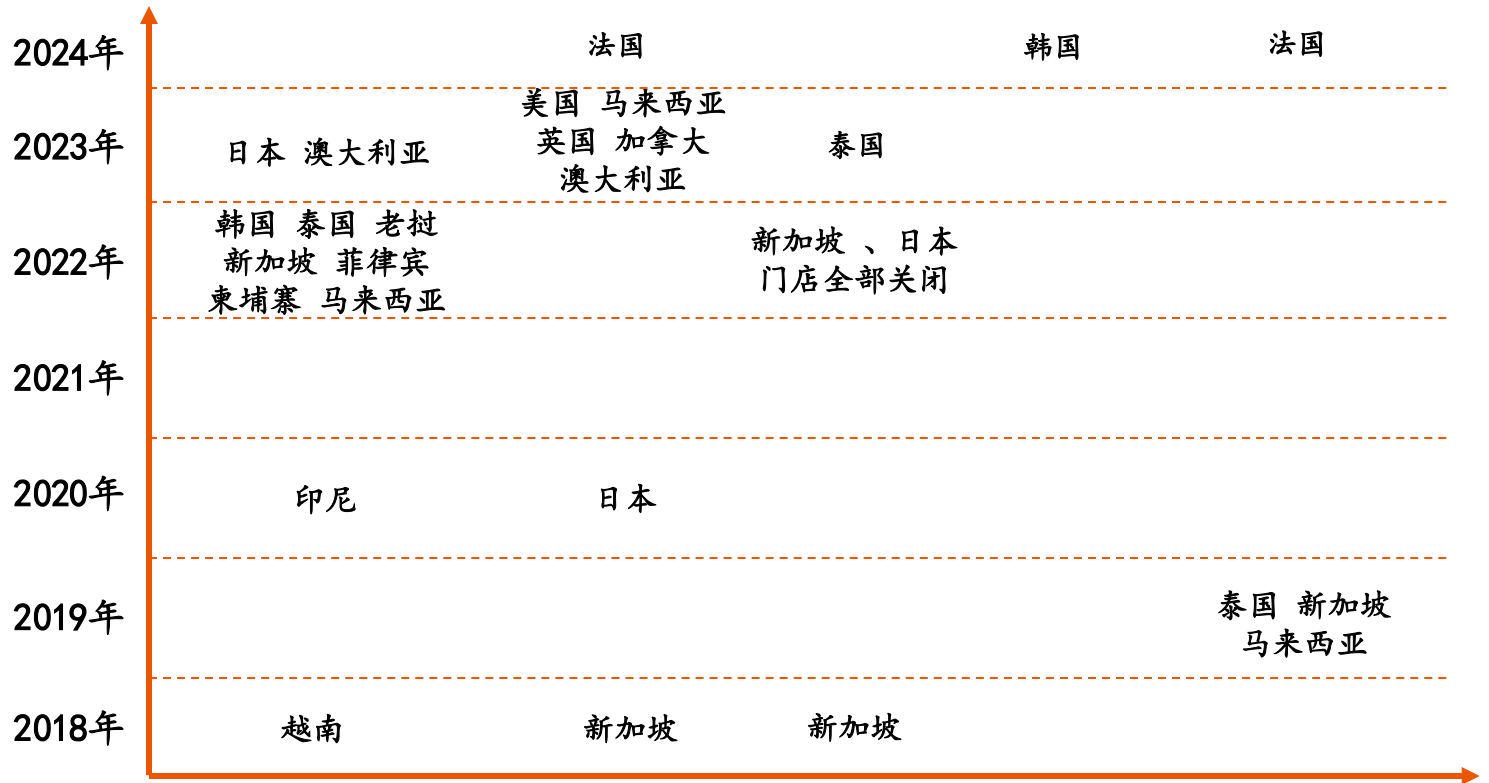 2024年 法国 韩国 法国
美国 马来西亚
2023年 日本 澳大利亚 英国 加拿大 泰国
澳大利亚
韩国 泰国 老挝
2022年 新加坡 菲律宾 新加坡 、日本
柬埔寨 马来西亚 门店全部关闭
2021年
2020年 印尼 日本
2019年 泰国 新加坡
马来西亚
2018年 越南 新加坡 新加坡